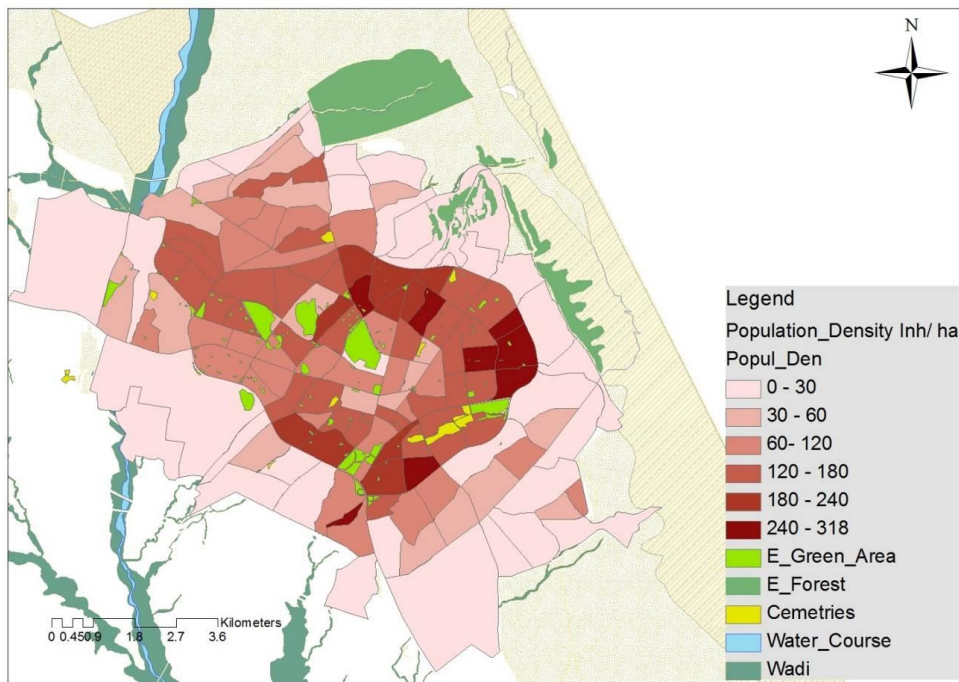 N
Legend
Population_Density Inh/ ha
Popul_Den
0 - 30
30 - 60
60- 120
120 - 180
180 - 240
240 - 318
E_Green_Area
E_Forest
Cemetries
Water_Course
Wadi
Kilometers
0 0.450.9 1.8 2.7 3.6